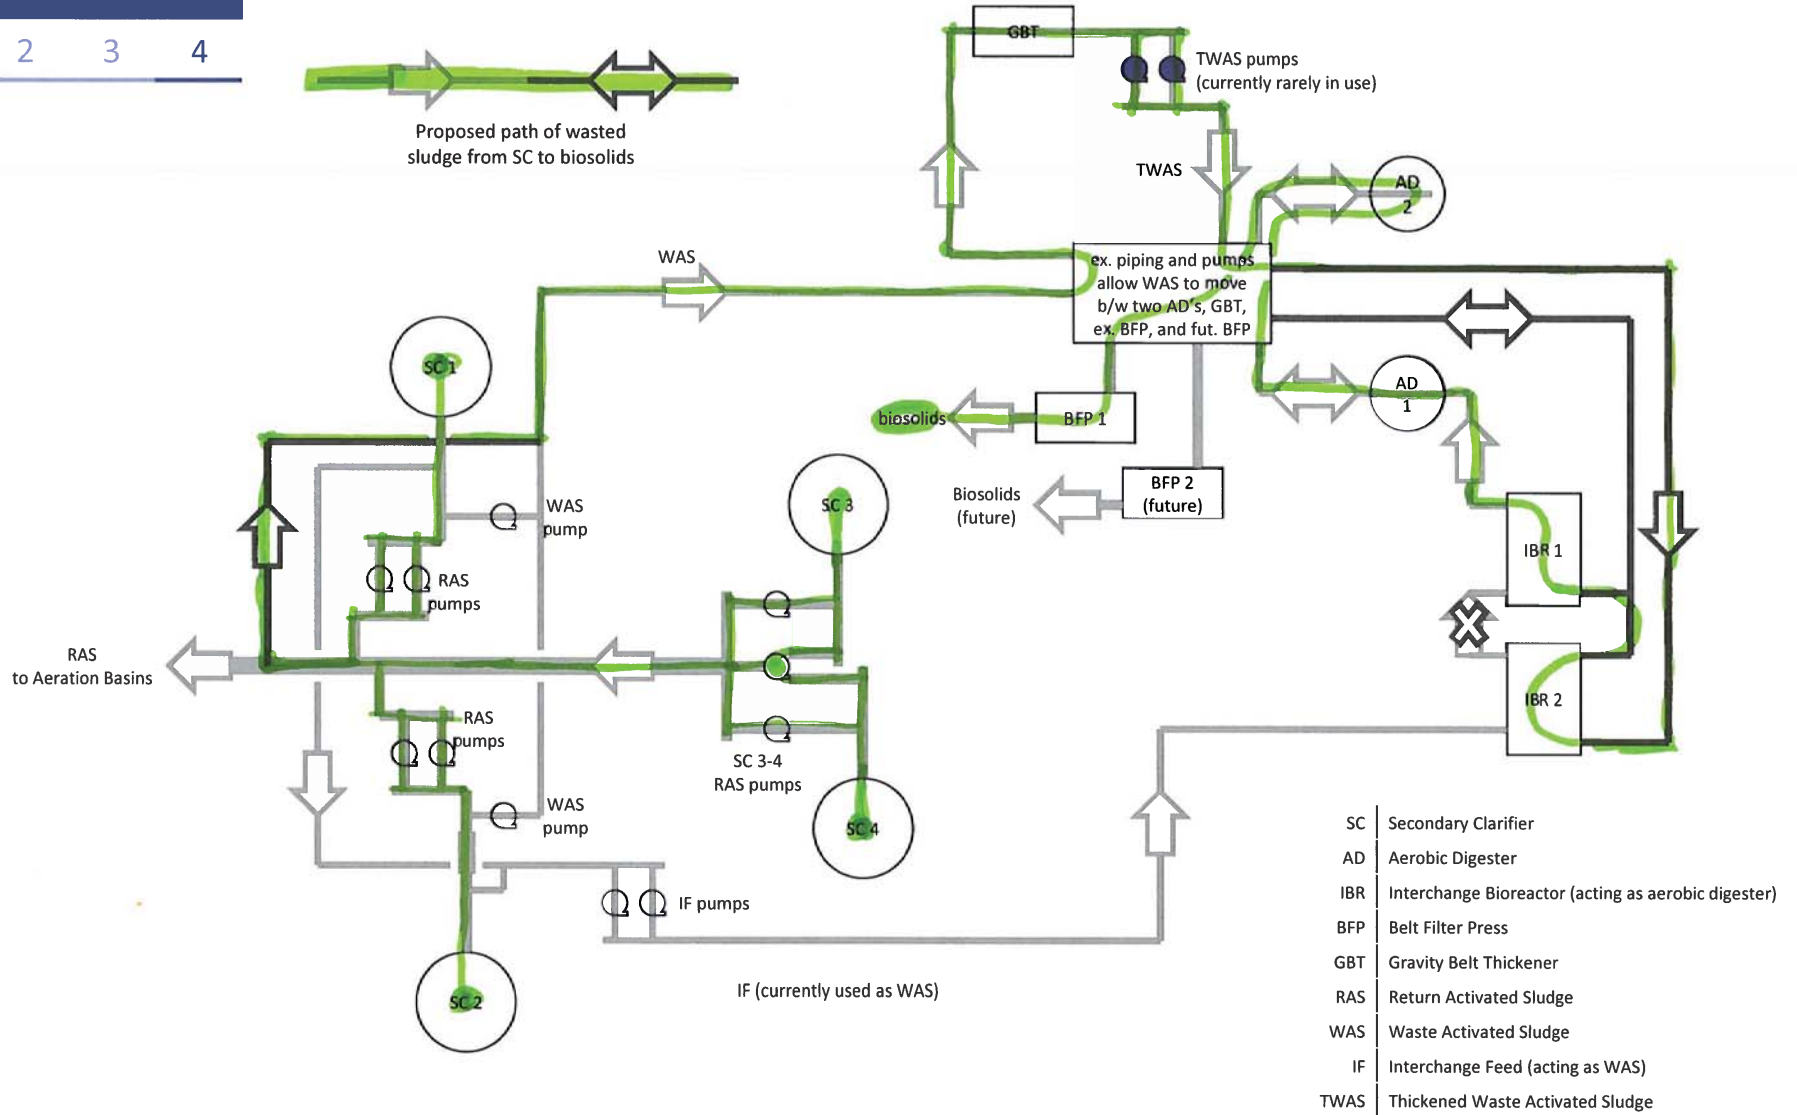 2 3 4
Proposed path of wasted
sludge from SC to biosolids
GBT
TWAS pumps
(currently rarely in use)
TWAS
AD
2
WAS
ex. piping and pumps
allow WAS to move
b/w two AD's, GBT,
ex. BFP, and fut. BFP
SC 1
AD
1
biosolids
BFP 1
BFP 2
(future)
Biosolids
(future)
SC 3
WAS
pump
IBR 1
RAS
pumps
RAS
to Aeration Basins
IBR 2
RAS
pumps
SC 3-4
RAS pumps
WAS
pump
SC 4
IF pumps
SC 2
IF (currently used as WAS)
SC Secondary Clarifier
AD Aerobic Digester
IBR Interchange Bioreactor (acting as aerobic digester)
BFP Belt Filter Press
GBT Gravity Belt Thickener
RAS Return Activated Sludge
WAS Waste Activated Sludge
IF Interchange Feed (acting as WAS)
TWAS Thickened Waste Activated Sludge